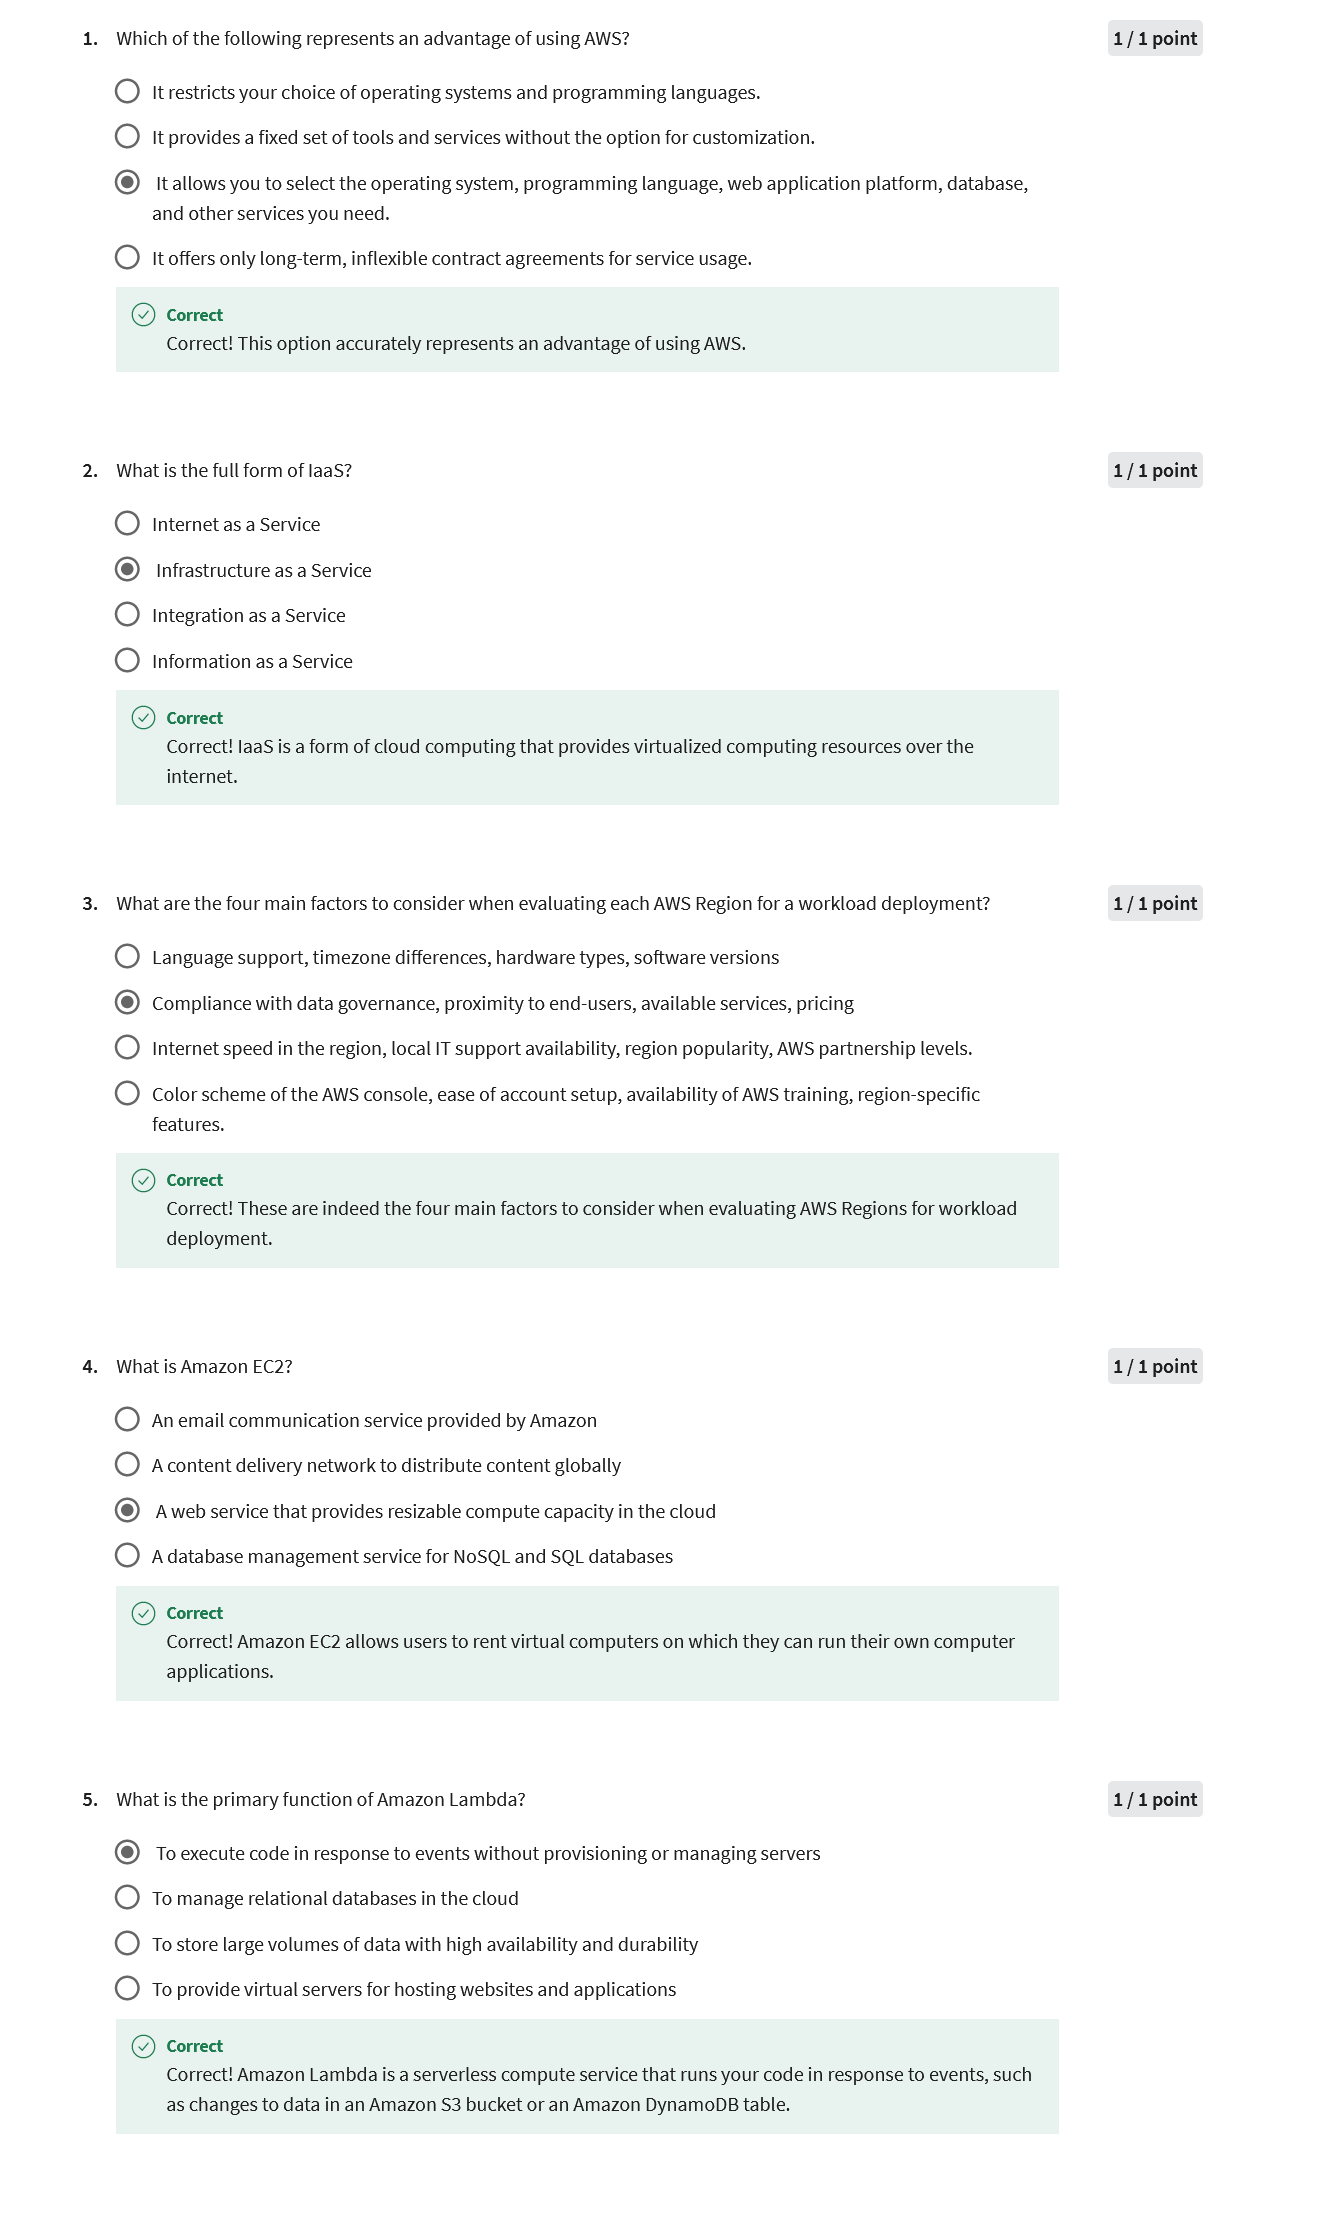 1. Which of the following represents an advantage of using AWS?
1 / 1 point
It restricts your choice of operating systems and programming languages.
It provides a fixed set of tools and services without the option for customization.
It allows you to select the operating system, programming language, web application platform, database,
and other services you need.
It offers only long-term, inflexible contract agreements for service usage.
Correct
Correct! This option accurately represents an advantage of using AWS.
2. What is the full form of IaaS?
1 / 1 point
Internet as a Service
Infrastructure as a Service
Integration as a Service
Information as a Service
Correct
Correct! IaaS is a form of cloud computing that provides virtualized computing resources over the
internet.
3. What are the four main factors to consider when evaluating each AWS Region for a workload deployment?
1 / 1 point
Language support, timezone differences, hardware types, software versions
Compliance with data governance, proximity to end-users, available services, pricing
Internet speed in the region, local IT support availability, region popularity, AWS partnership levels.
Color scheme of the AWS console, ease of account setup, availability of AWS training, region-specific
features.
Correct
Correct! These are indeed the four main factors to consider when evaluating AWS Regions for workload
deployment.
4. What is Amazon EC2?
1 / 1 point
An email communication service provided by Amazon
A content delivery network to distribute content globally
A web service that provides resizable compute capacity in the cloud
A database management service for NoSQL and SQL databases
Correct
Correct! Amazon EC2 allows users to rent virtual computers on which they can run their own computer
applications.
5. What is the primary function of Amazon Lambda?
1 / 1 point
To execute code in response to events without provisioning or managing servers
To manage relational databases in the cloud
To store large volumes of data with high availability and durability
To provide virtual servers for hosting websites and applications
Correct
Correct! Amazon Lambda is a serverless compute service that runs your code in response to events, such
as changes to data in an Amazon S3 bucket or an Amazon DynamoDB table.